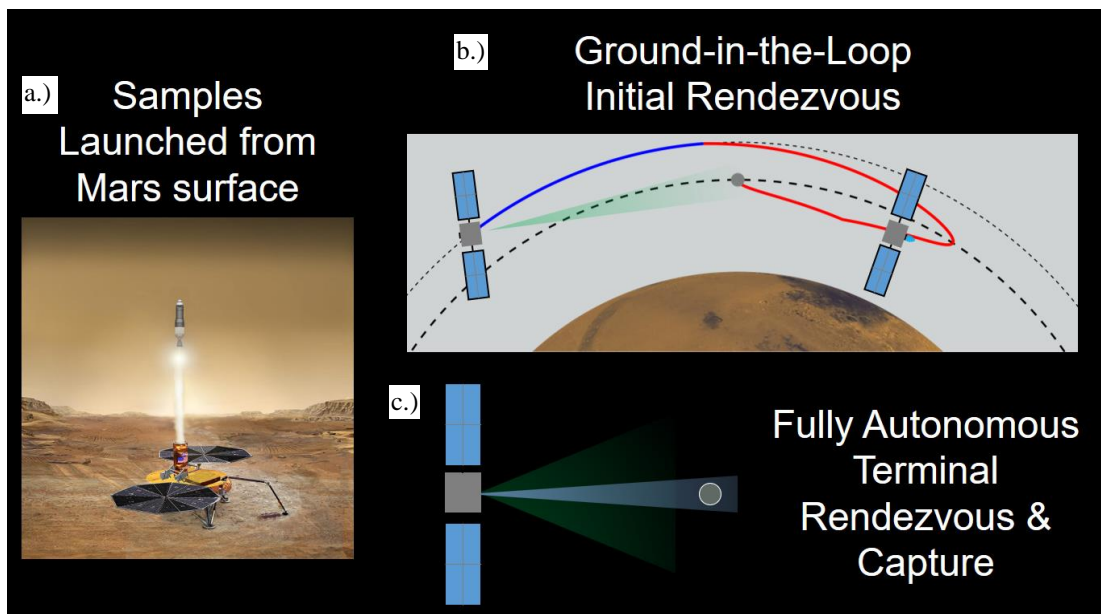 a.)
Samples
Launched from
Mars surface
b.)
Ground-in-the-Loop
Initial Rendezvous
c.)
Fully Autonomous
Terminal
Rendezvous &
Capture